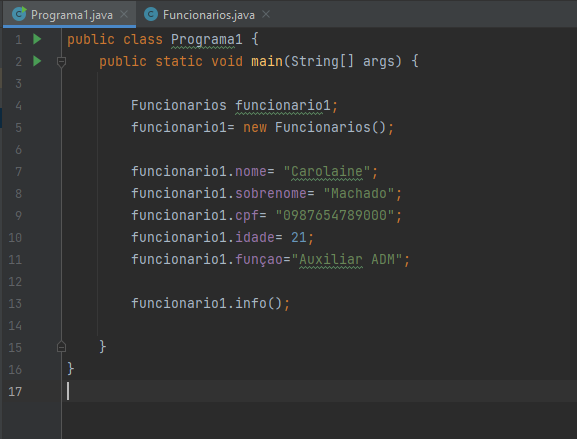 Programa1.java × Funcionarios.java ×
1 public class Programa1 {
2 public static void main(String[] args) {
3
4 Funcionarios funcionario1;
5 funcionario1= new Funcionarios();
6
7 funcionario1.nome= "Carolaine";
8 funcionario1.sobrenome= "Machado";
9 funcionario1.cpf= "0987654789000";
10 funcionario1.idade= 21;
11 funcionario1.funçao="Auxiliar ADM";
12
13 funcionario1.info();
14
15 }
16 }
17